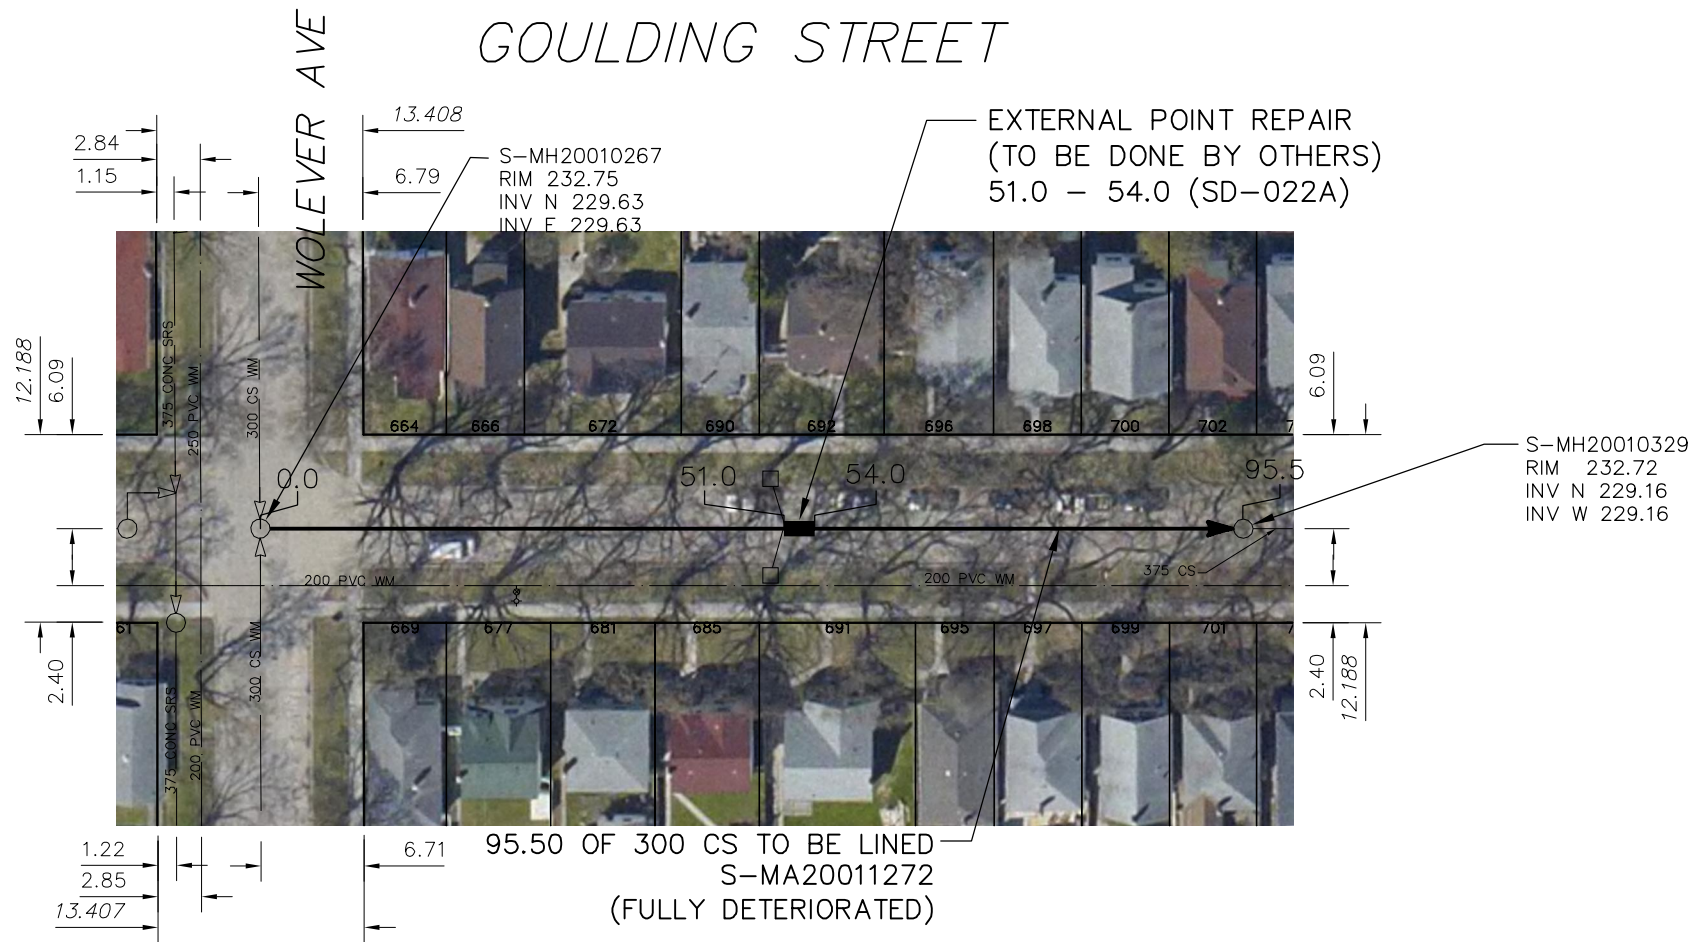 GOULDING STREET
WOLEVER AVE
13.408
2.84
1.15
6.79
S-MH20010267
RIM 232.75
INV N 229.63
INV E 229.63
EXTERNAL POINT REPAIR
(TO BE DONE BY OTHERS)
51.0 - 54.0 (SD-022A)
12.188
6.09
375 CONC SRS
250 PVC WM
300 CS WM
664
666
672
690
692
696
698
700
702
7
6.09
S-MH20010329
RIM 232.72
INV N 229.16
INV W 229.16
0.0
51.0
54.0
95.5
200 PVC WM
200 PVC WM
375 CS
61
669
677
681
685
691
695
697
699
701
7
2.40
2.40
12.188
375 CONC SRS
200 PVC WM
300 CS WM
1.22
2.85
13.407
6.71
95.50 OF 300 CS TO BE LINED
S-MA20011272
(FULLY DETERIORATED)